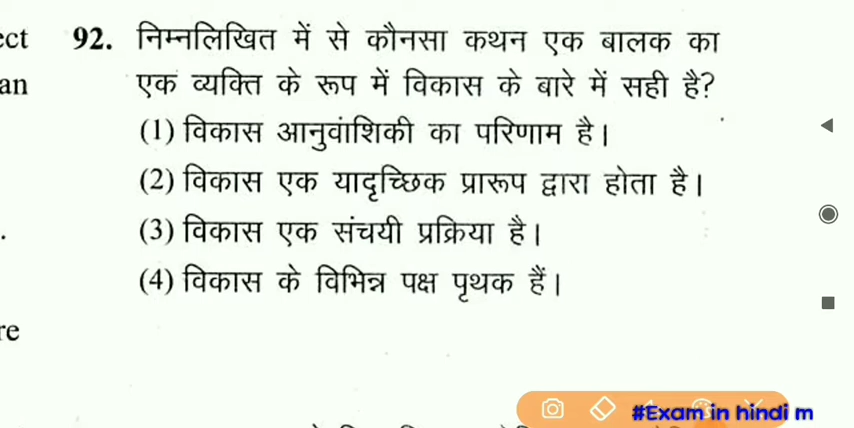 ect
92. निम्नलिखित में से कौनसा कथन एक बालक का
an
एक व्यक्ति के रूप में विकास के बारे में सही है?
(1) विकास आनुवांशिकी का परिणाम है।
(2) विकास एक यादृच्छिक प्रारूप द्वारा होता है।
.
(3) विकास एक संचयी प्रक्रिया है।
(4) विकास के विभिन्न पक्ष पृथक हैं।
re
#Exam in hindi m